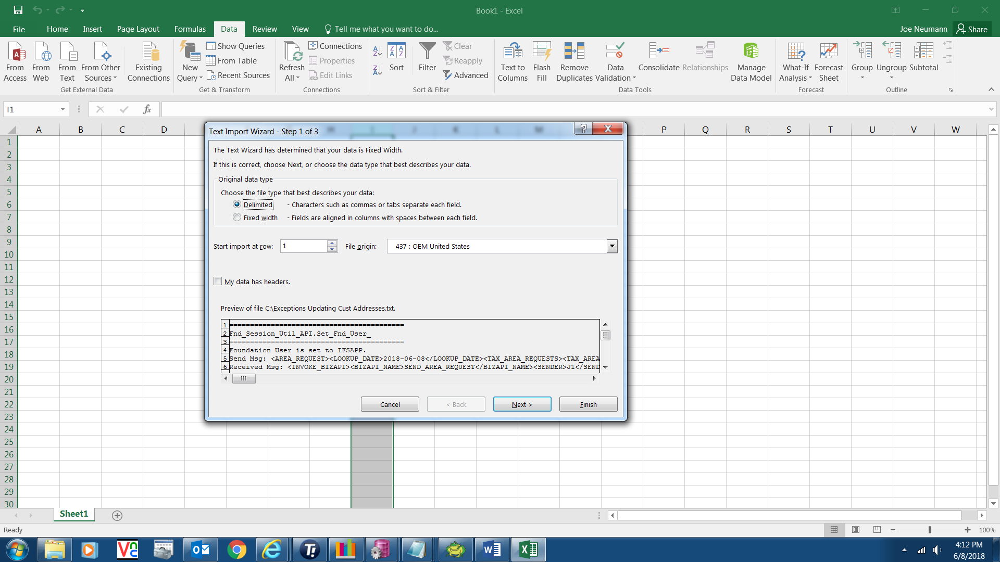 Book1 - Excel
File Home Insert Page Layout Formulas Data Review View Tell me what you want to do... Joe Neumann Share
From Access
From Web
From Text
From Other Sources
Existing Connections
Get External Data
New Query
Show Queries
From Table
Recent Sources
Get & Transform
Refresh All
Connections
Properties
Edit Links
Connections
Sort
Filter
Clear
Reapply
Advanced
Sort & Filter
Text to Columns
Flash Fill
Remove Duplicates
Data Validation
Consolidate
Relationships
Manage Data Model
Data Tools
What-If Analysis
Forecast Sheet
Forecast
Group
Ungroup
Subtotal
Outline
I1
fx
A B C D H I J K L M P Q R S T U V W
1
2
3
4
5
6
7
8
9
10
11
12
13
14
15
16
17
18
19
20
21
22
23
24
25
26
27
28
29
30
Text Import Wizard - Step 1 of 3
The Text Wizard has determined that your data is Fixed Width.
If this is correct, choose Next, or choose the data type that best describes your data.
Original data type
Choose the file type that best describes your data:
Delimited - Characters such as commas or tabs separate each field.
Fixed width - Fields are aligned in columns with spaces between each field.
Start import at row: 1 File origin: 437 : OEM United States
My data has headers.
Preview of file C:\Exceptions Updating Cust Addresses.txt.
1 ==========================================
2 Fnd_Session_Util_API.Set_Fnd_User_
3 ==========================================
4 Foundation User is set to IFSAPP.
5 Send Msg: <AREA_REQUEST><LOOKUP_DATE>2018-06-08</LOOKUP_DATE><TAX_AREA_REQUESTS><TAX_AREA
6 Received Msg: <INVOKE_BIZAPI><BIZAPI_NAME>SEND_AREA_REQUEST</BIZAPI_NAME><SENDER>J1</SEND
Cancel < Back Next > Finish
Sheet1
Ready
100%
4:12 PM
6/8/2018